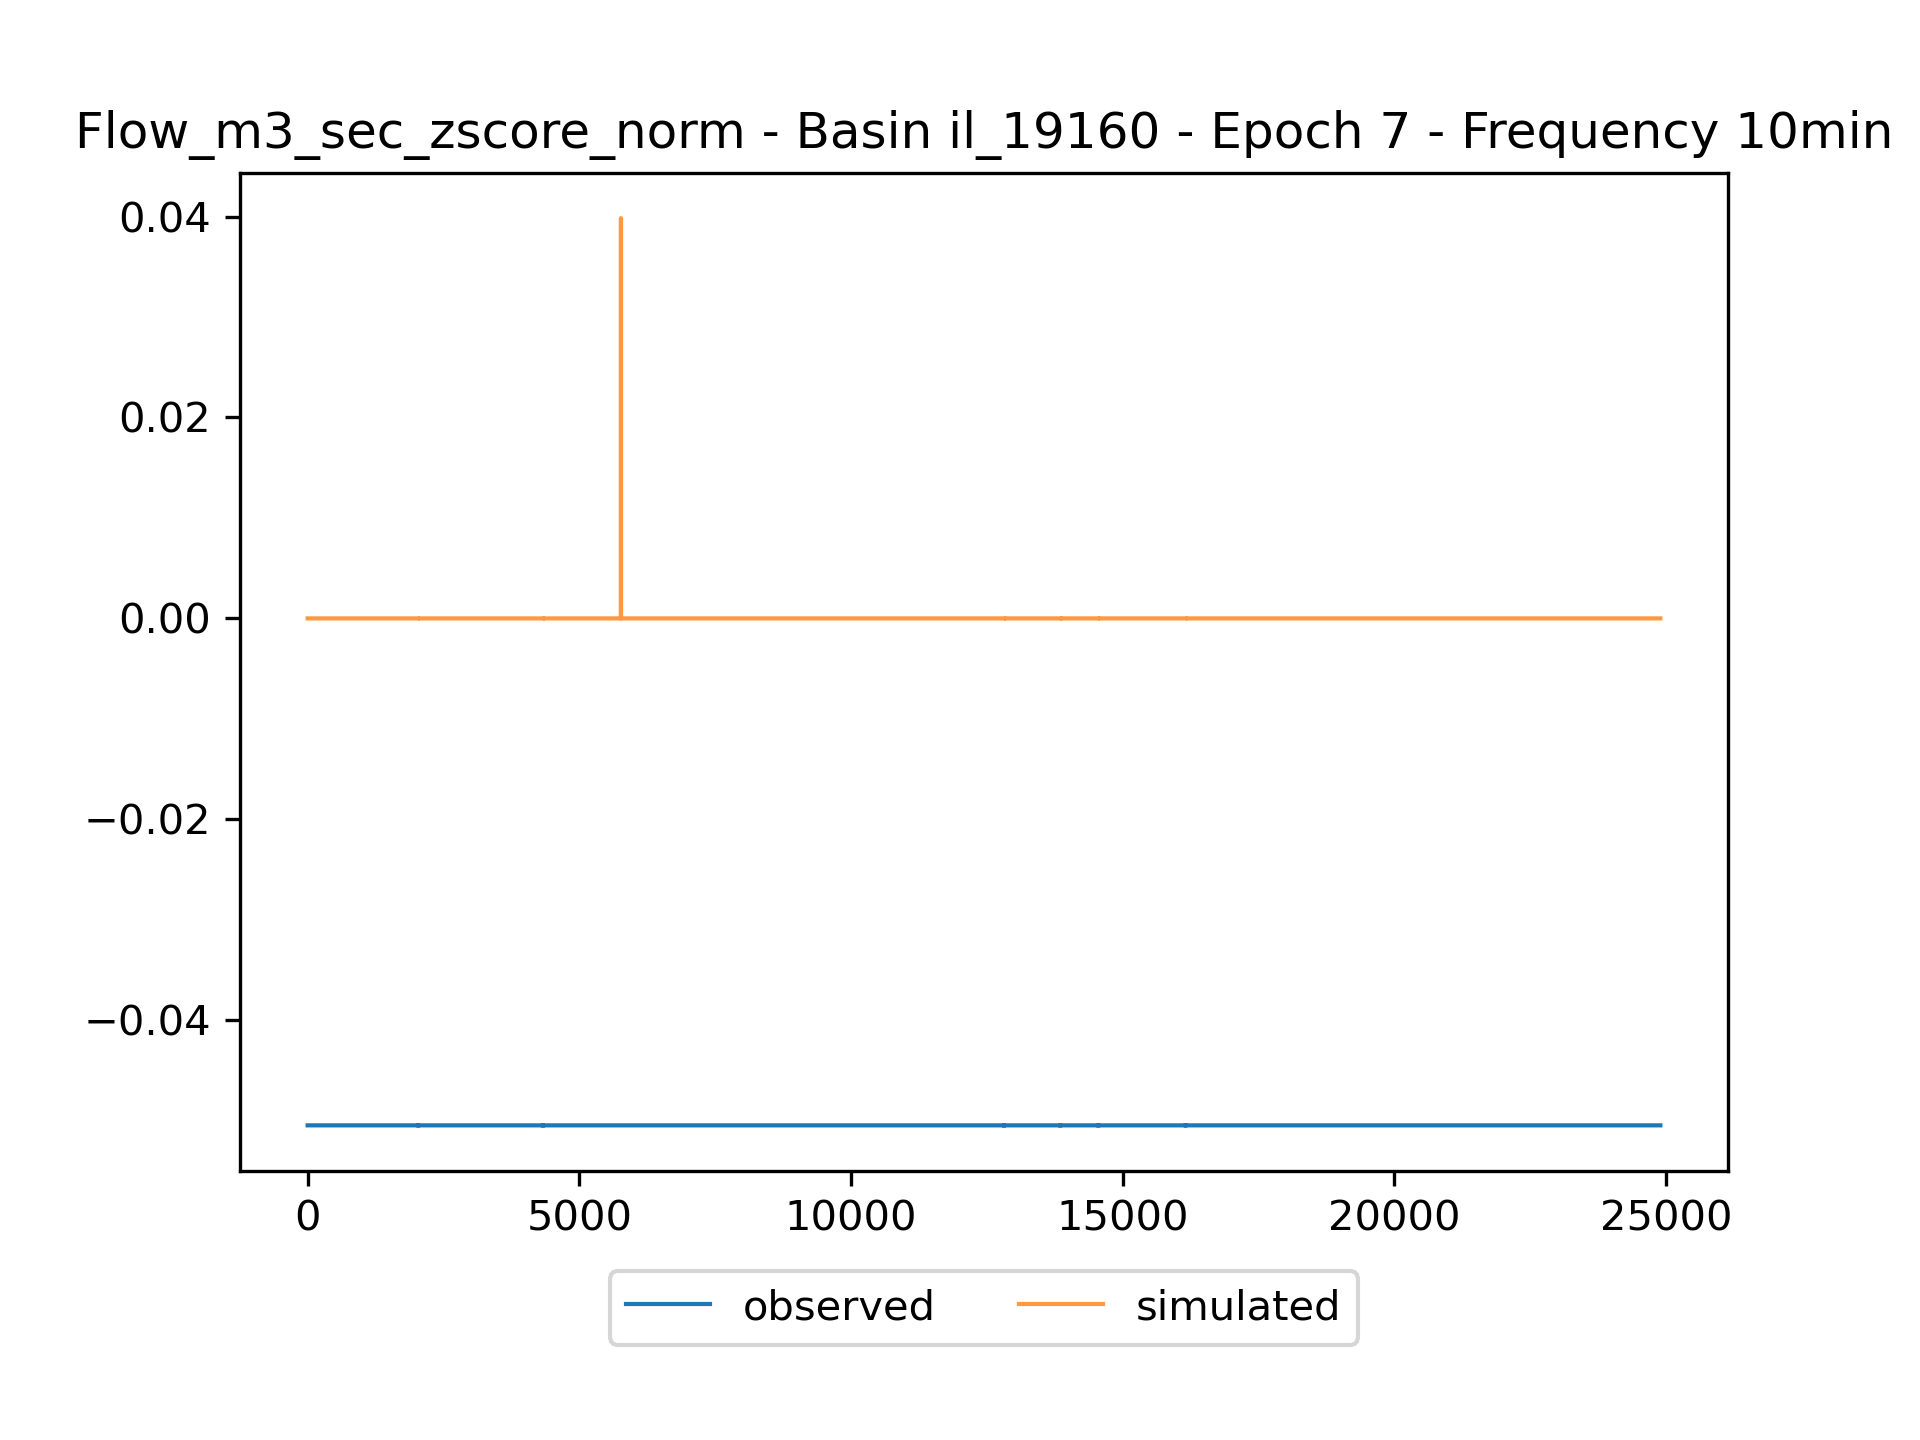 Flow_m3_sec_zscore_norm - Basin il_19160 - Epoch 7 - Frequency 10min
0.04
0.02
0.00
−0.02
−0.04
0 5000 10000 15000 20000 25000
observed simulated